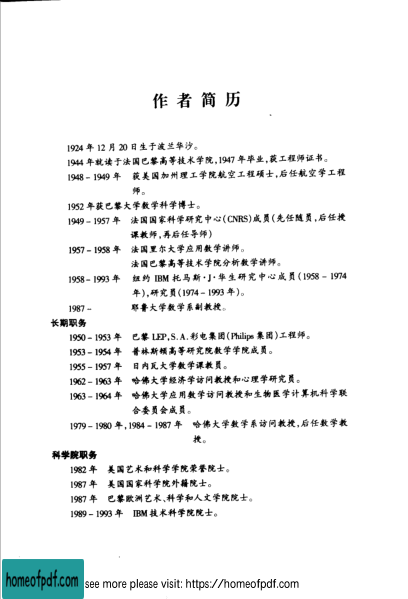 作者简历
1924 年 12 月 20 日生于波兰华沙。
1944 年就读于法国巴黎高等技术学院,1947 年毕业,获工程师证书。
1948 - 1949 年 获美国加州理工学院航空工程硕士,后任航空学工程
师。
1952 年获巴黎大学数学科学博士。
1949 - 1957 年 法国国家科学研究中心(CNRS)成员(先任随员,后任授
课教师,再后任导师)
1957 - 1958 年 法国里尔大学应用数学讲师。
法国巴黎高等技术学院分析数学讲师。
1958 - 1993 年 纽约 IBM 托马斯·J·华生研究中心成员(1958 - 1974
年),研究员(1974 - 1993 年)。
1987 - 耶鲁大学数学系副教授。
长期职务
1950 - 1953 年 巴黎 LEP,S.A.彩电集团(Philips 集团)工程师。
1953 - 1954 年 普林斯顿高等研究院数学学院成员。
1955 - 1957 年 日内瓦大学数学课教员。
1962 - 1963 年 哈佛大学经济学访问教授和心理学研究员。
1963 - 1964 年 哈佛大学应用数学访问教授和生物医学计算机科学联
合委员会成员。
1979 - 1980 年,1984 - 1987 年 哈佛大学数学系访问教授,后任数学教
授。
科学院职务
1982 年 美国艺术和科学学院荣誉院士。
1987 年 美国国家科学院外籍院士。
1987 年 巴黎欧洲艺术、科学和人文学院院士。
1989 - 1993 年 IBM 技术科学院院士。
homeofpdf.com
see more please visit: https://homeofpdf.com